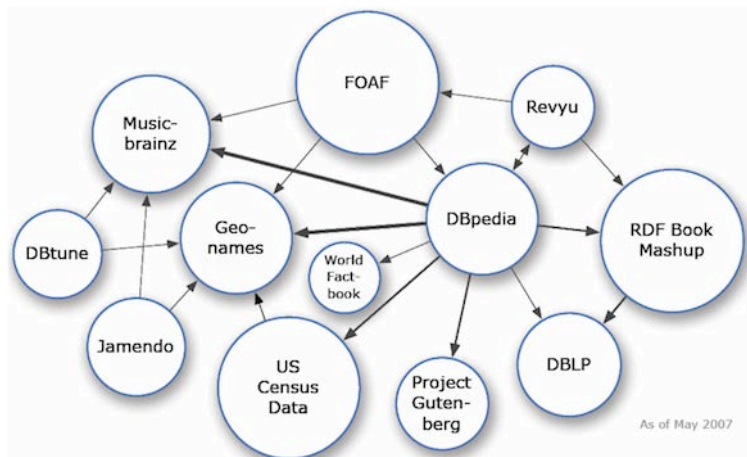 FOAF
Revyu
Music-
brainz
DBpedia
RDF Book
Mashup
Geo-
names
DBtune
World
Fact-
book
Jamendo
US
Census
Data
Project
Guten-
berg
DBLP
As of May 2007